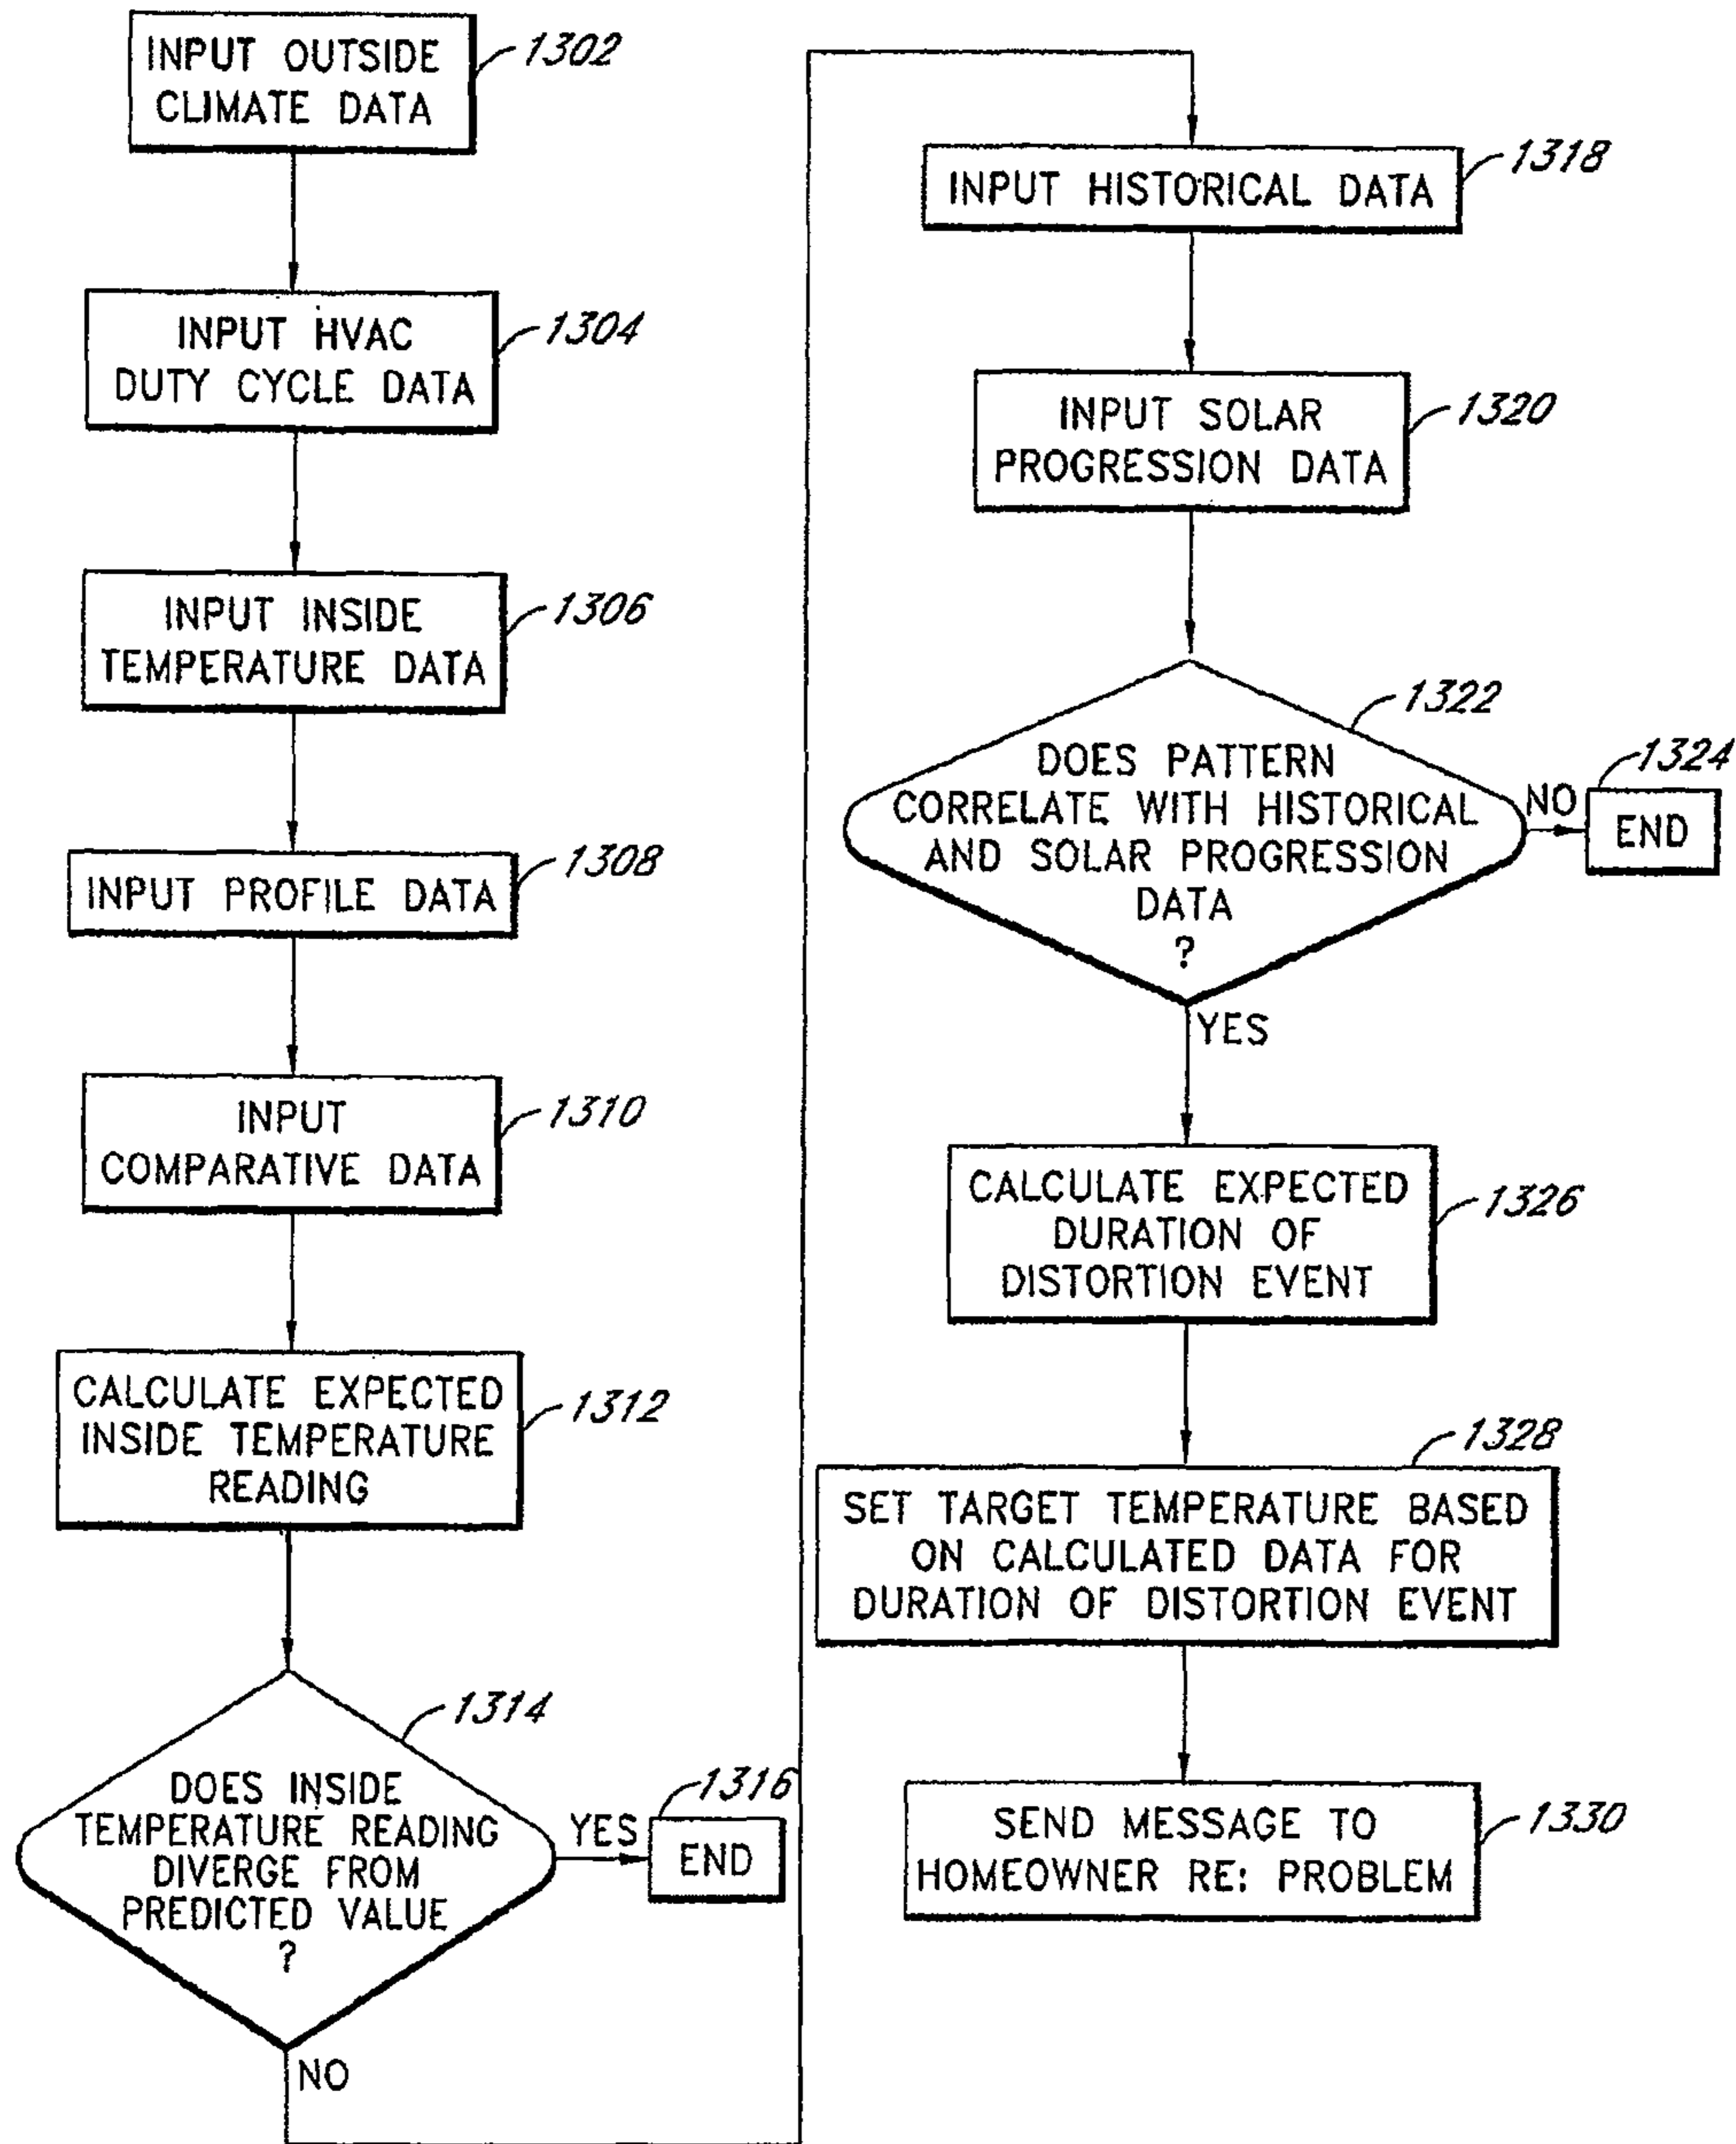 INPUT OUTSIDE
CLIMATE DATA
1302
INPUT HVAC
DUTY CYCLE DATA
1304
INPUT INSIDE
TEMPERATURE DATA
1306
INPUT PROFILE DATA
1308
INPUT
COMPARATIVE DATA
1310
CALCULATE EXPECTED
INSIDE TEMPERATURE
READING
1312
DOES INSIDE
TEMPERATURE READING
DIVERGE FROM
PREDICTED VALUE
?
1314
YES
END
1316
NO
INPUT HISTORICAL DATA
1318
INPUT SOLAR
PROGRESSION DATA
1320
DOES PATTERN
CORRELATE WITH HISTORICAL
AND SOLAR PROGRESSION
DATA
?
1322
NO
END
1324
YES
CALCULATE EXPECTED
DURATION OF
DISTORTION EVENT
1326
SET TARGET TEMPERATURE BASED
ON CALCULATED DATA FOR
DURATION OF DISTORTION EVENT
1328
SEND MESSAGE TO
HOMEOWNER RE: PROBLEM
1330